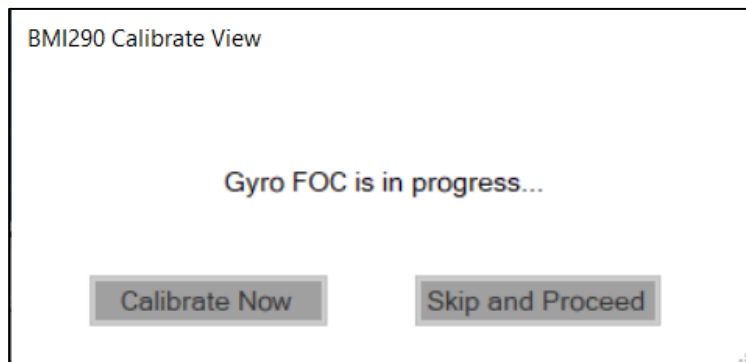 BMI290 Calibrate View
Gyro FOC is in progress...
Calibrate Now
Skip and Proceed